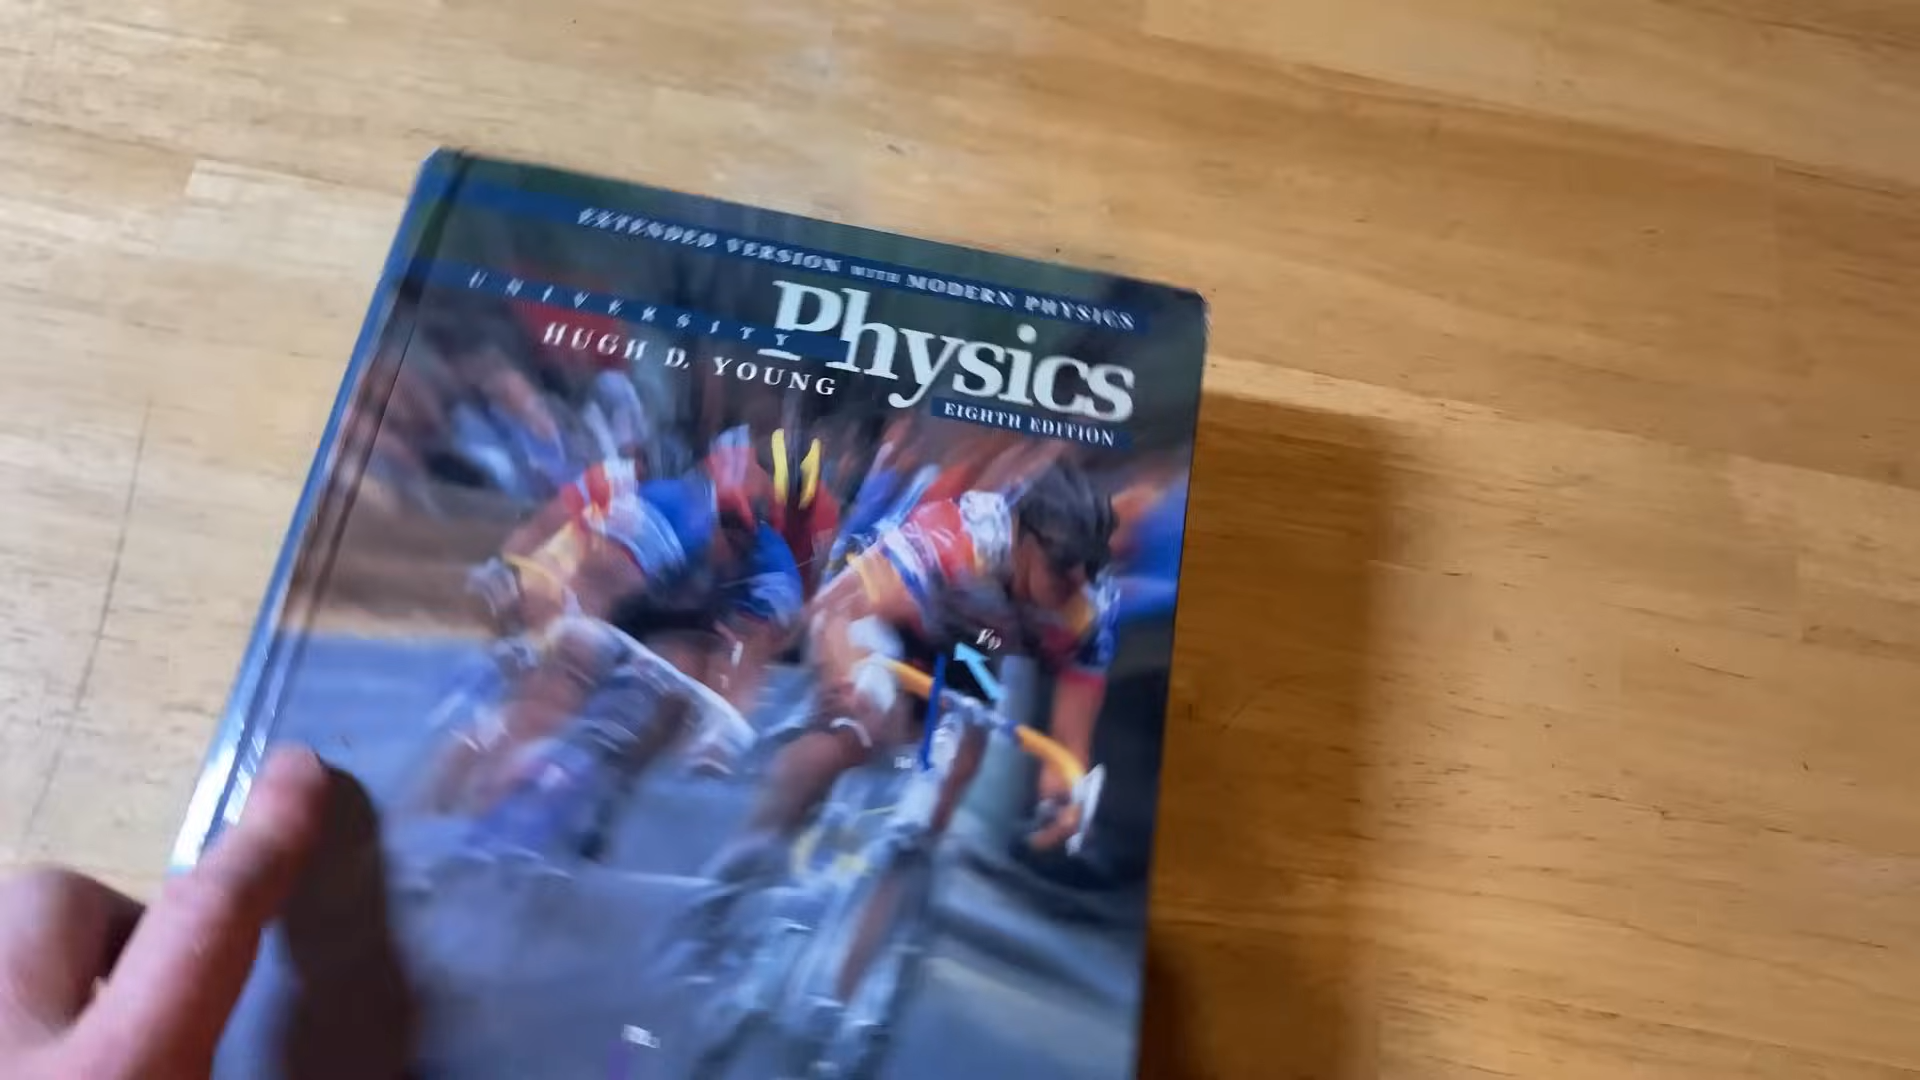 EXTENDED VERSION WITH MODERN PHYSICS
UNIVERSITY
Physics
HUGH D. YOUNG
EIGHTH EDITION